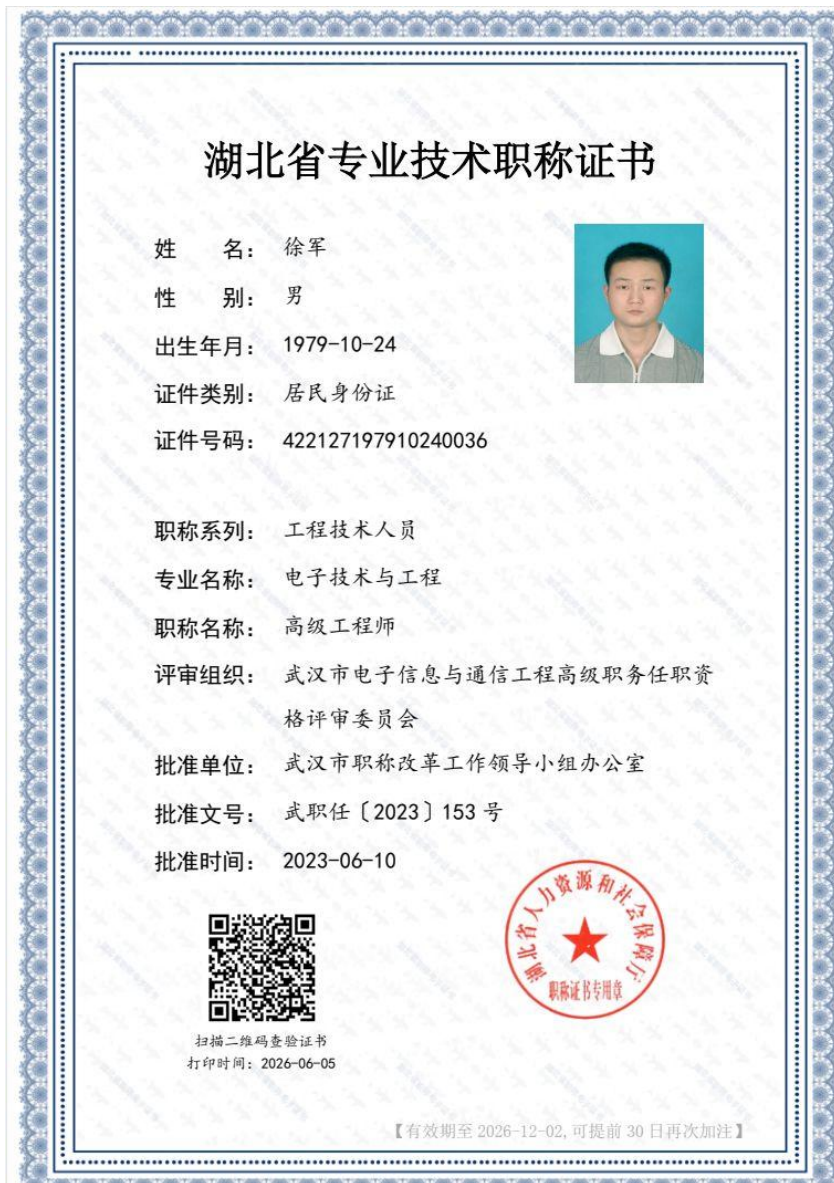 湖北省专业技术职称证书
姓　　名： 徐军
性　　别： 男
出生年月： 1979-10-24
证件类别： 居民身份证
证件号码： 422127197910240036
职称系列： 工程技术人员
专业名称： 电子技术与工程
职称名称： 高级工程师
评审组织： 武汉市电子信息与通信工程高级职务任职资
格评审委员会
批准单位： 武汉市职称改革工作领导小组办公室
批准文号： 武职任〔2023〕153 号
批准时间： 2023-06-10
湖北省人力资源和社会保障厅
职称证书专用章
扫描二维码查验证书
打印时间：2026-06-05
【有效期至 2026-12-02,可提前 30 日再次加注】